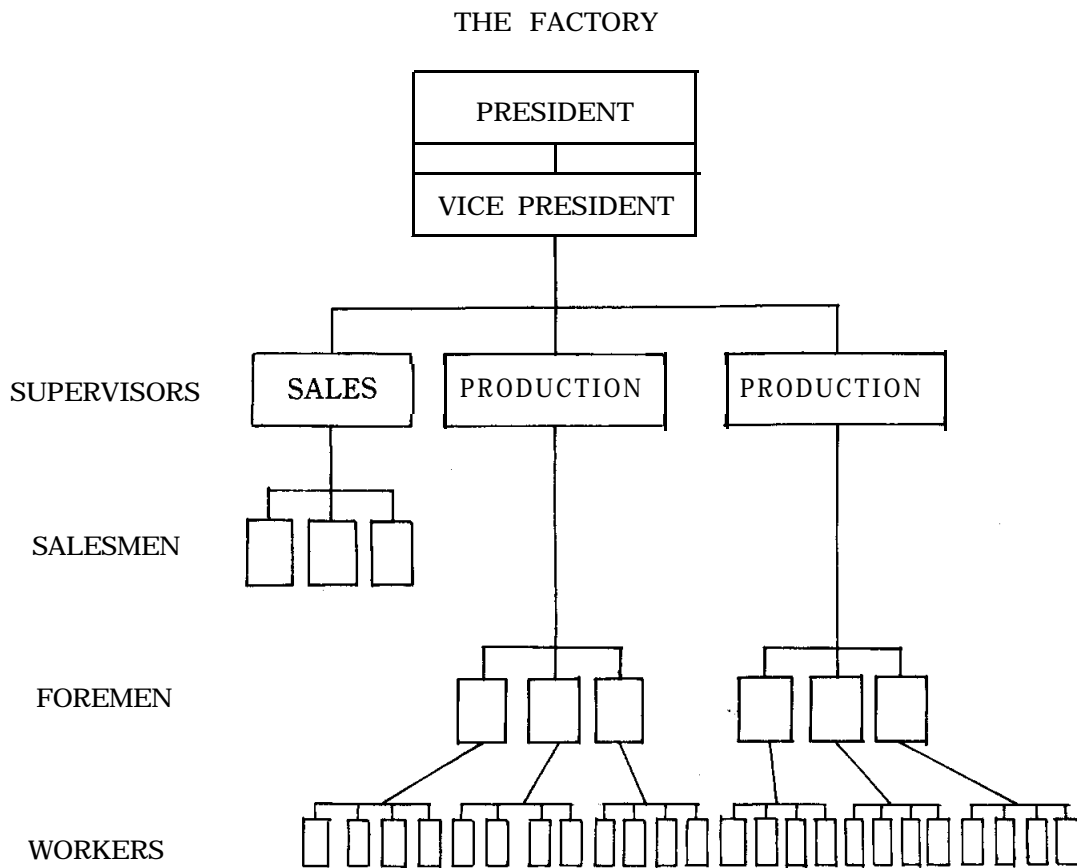 THE FACTORY
PRESIDENT
VICE PRESIDENT
SUPERVISORS
SALES
PRODUCTION
PRODUCTION
SALESMEN
FOREMEN
WORKERS